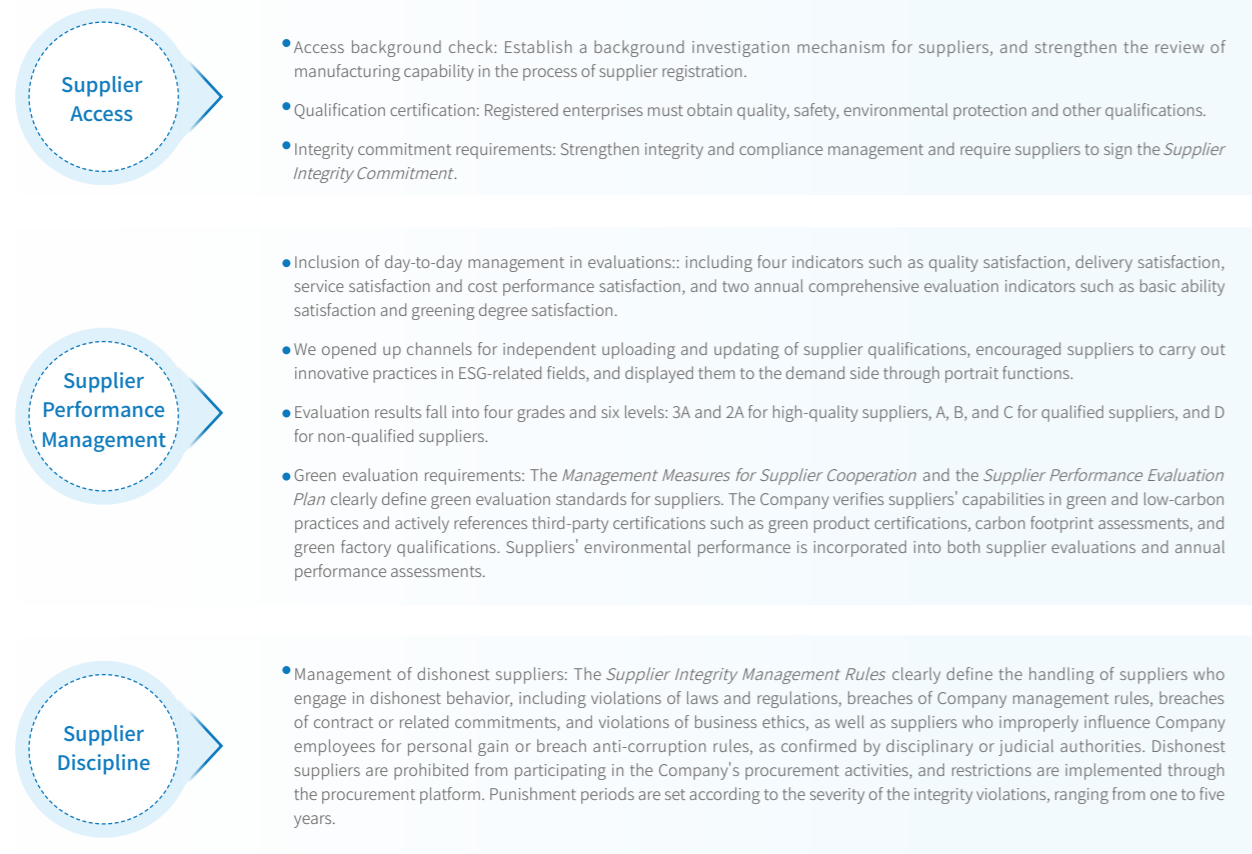 Supplier
Access
• Access background check: Establish a background investigation mechanism for suppliers, and strengthen the review of
manufacturing capability in the process of supplier registration.
• Qualification certification: Registered enterprises must obtain quality, safety, environmental protection and other qualifications.
• Integrity commitment requirements: Strengthen integrity and compliance management and require suppliers to sign the Supplier
Integrity Commitment.
Supplier
Performance
Management
• Inclusion of day-to-day management in evaluations:: including four indicators such as quality satisfaction, delivery satisfaction,
service satisfaction and cost performance satisfaction, and two annual comprehensive evaluation indicators such as basic ability
satisfaction and greening degree satisfaction.
• We opened up channels for independent uploading and updating of supplier qualifications, encouraged suppliers to carry out
innovative practices in ESG-related fields, and displayed them to the demand side through portrait functions.
• Evaluation results fall into four grades and six levels: 3A and 2A for high-quality suppliers, A, B, and C for qualified suppliers, and D
for non-qualified suppliers.
• Green evaluation requirements: The Management Measures for Supplier Cooperation and the Supplier Performance Evaluation
Plan clearly define green evaluation standards for suppliers. The Company verifies suppliers' capabilities in green and low-carbon
practices and actively references third-party certifications such as green product certifications, carbon footprint assessments, and
green factory qualifications. Suppliers' environmental performance is incorporated into both supplier evaluations and annual
performance assessments.
Supplier
Discipline
• Management of dishonest suppliers: The Supplier Integrity Management Rules clearly define the handling of suppliers who
engage in dishonest behavior, including violations of laws and regulations, breaches of Company management rules, breaches
of contract or related commitments, and violations of business ethics, as well as suppliers who improperly influence Company
employees for personal gain or breach anti-corruption rules, as confirmed by disciplinary or judicial authorities. Dishonest
suppliers are prohibited from participating in the Company's procurement activities, and restrictions are implemented through
the procurement platform. Punishment periods are set according to the severity of the integrity violations, ranging from one to five
years.